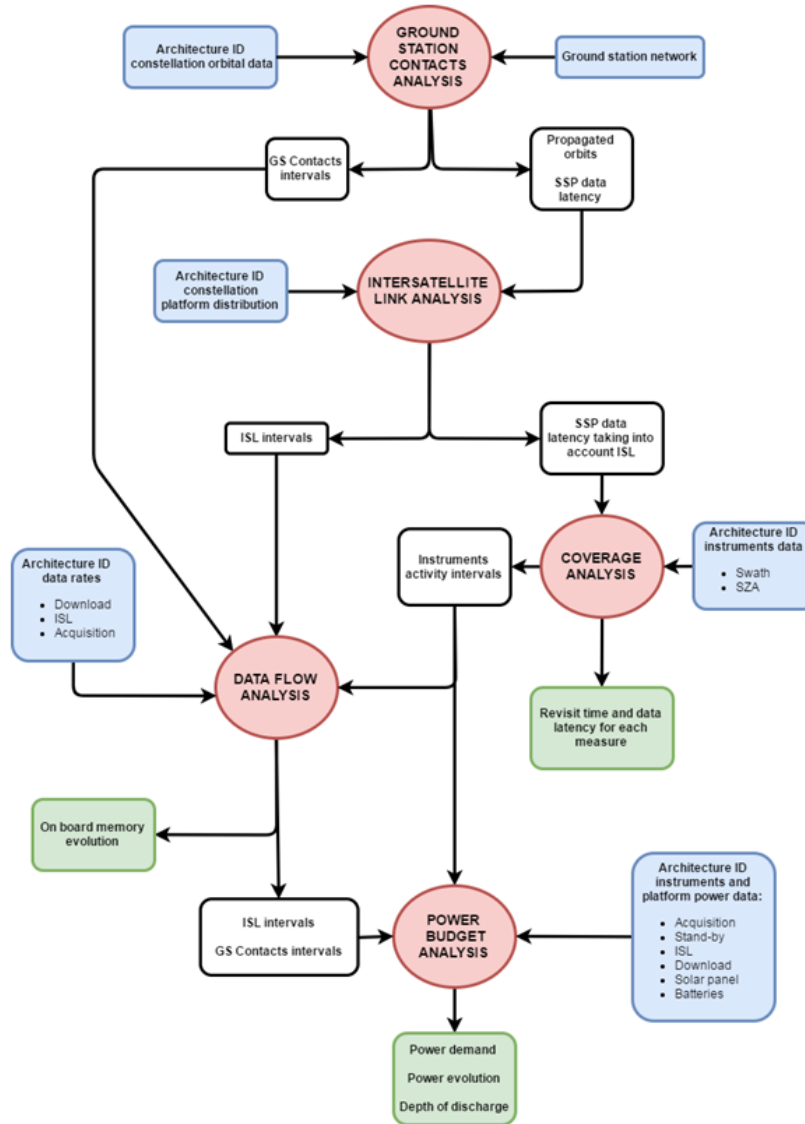 GROUND
STATION
CONTACTS
ANALYSIS
Architecture ID
constellation orbital data
Ground station network
GS Contacts
intervals
Propagated
orbits
SSP data
latency
Architecture ID
constellation
platform distribution
INTERSATELLITE
LINK ANALYSIS
ISL intervals
SSP data
latency taking into
account ISL
Architecture ID
data rates
• Download
• ISL
• Acquisition
Instruments
activity intervals
COVERAGE
ANALYSIS
Architecture ID
instruments data
• Swath
• SZA
DATA FLOW
ANALYSIS
Revisit time and data
latency for each
measure
On board memory
evolution
ISL intervals
GS Contacts intervals
POWER
BUDGET
ANALYSIS
Architecture ID
instruments and
platform power data:
• Acquisition
• Stand-by
• ISL
• Download
• Solar panel
• Batteries
Power demand
Power evolution
Depth of discharge